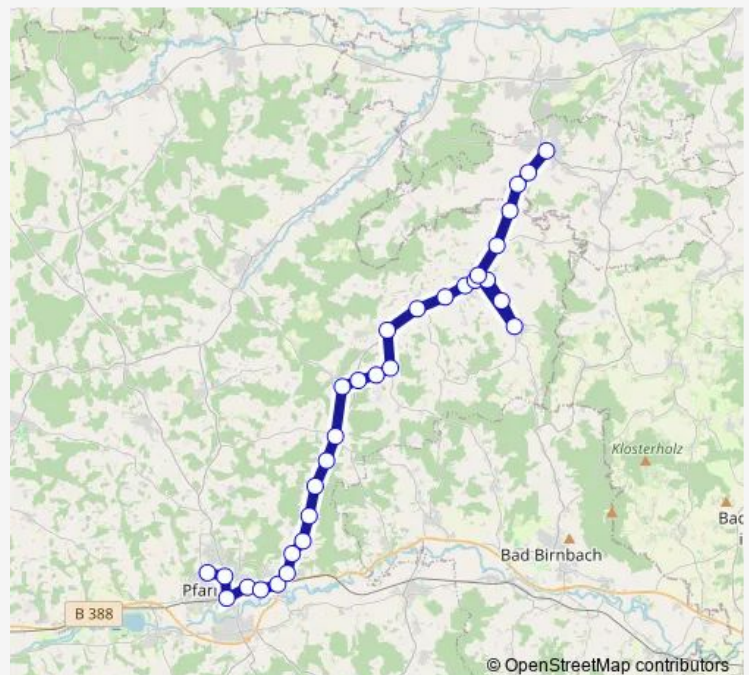 Klosterholz
Bac
i
Bad Birnbach
Pfarr
B 388
© OpenStreetMap contributors